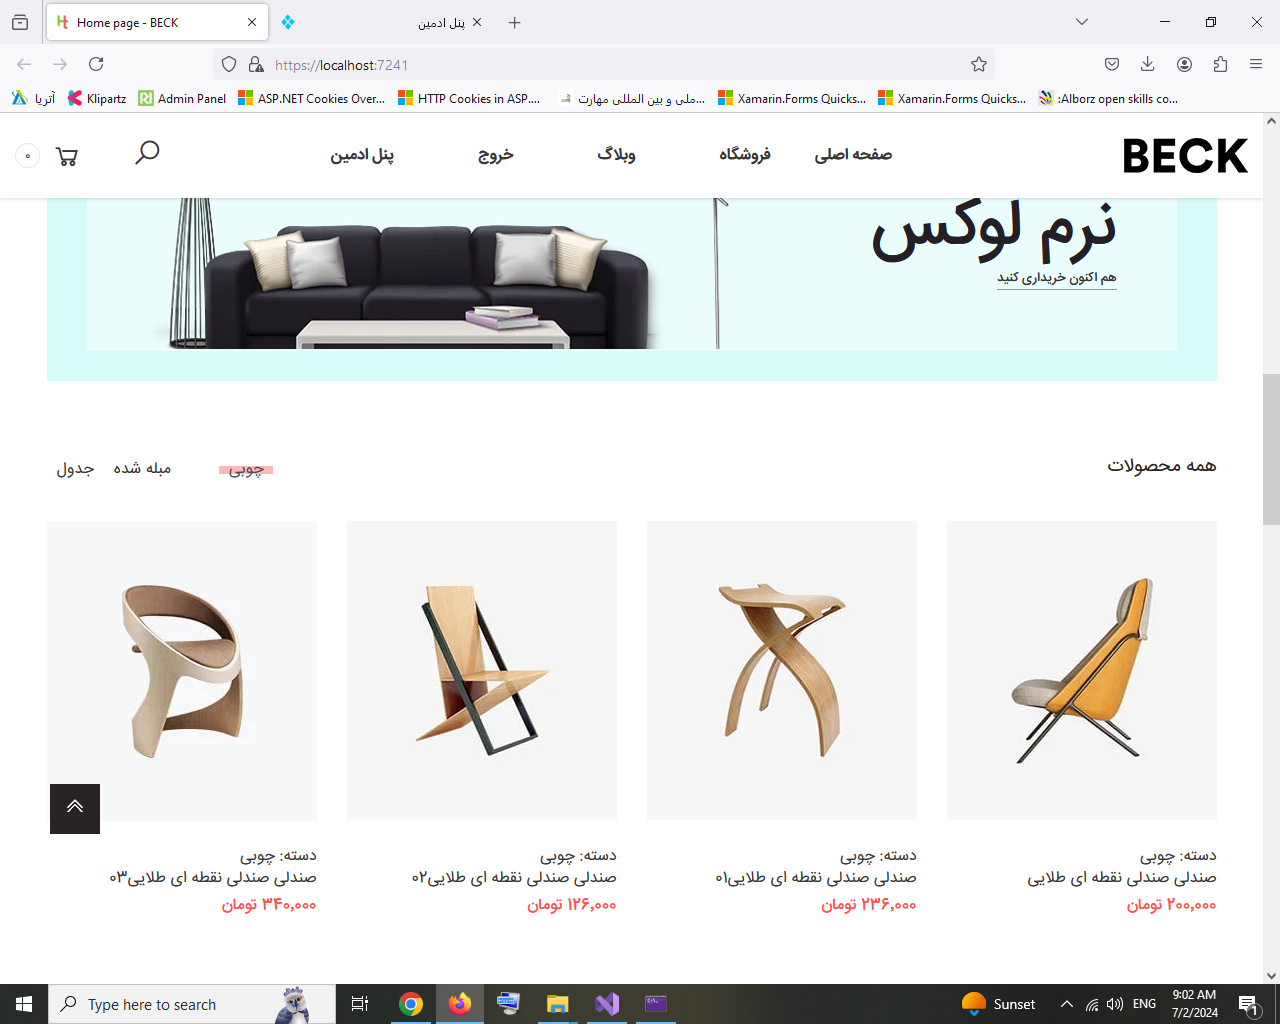 Home page - BECK
پنل ادمین
https://localhost:7241
آتریا
Klipartz
Admin Panel
ASP.NET Cookies Over...
HTTP Cookies in ASP....
ملی و بین المللی مهارت...
Xamarin.Forms Quicks...
Xamarin.Forms Quicks...
:Alborz open skills co...
BECK
صفحه اصلی
فروشگاه
وبلاگ
خروج
پنل ادمین
۰
نرم لوکس
هم اکنون خریداری کنید
همه محصولات
چوبی
مبله شده
جدول
دسته: چوبی
صندلی صندلی نقطه ای طلایی
۲۰۰,۰۰۰ تومان
دسته: چوبی
صندلی صندلی نقطه ای طلایی۰۱
۲۳۶,۰۰۰ تومان
دسته: چوبی
صندلی صندلی نقطه ای طلایی۰۲
۱۲۶,۰۰۰ تومان
دسته: چوبی
صندلی صندلی نقطه ای طلایی۰۳
۳۴۰,۰۰۰ تومان
Type here to search
Sunset
ENG
9:02 AM
7/2/2024
1